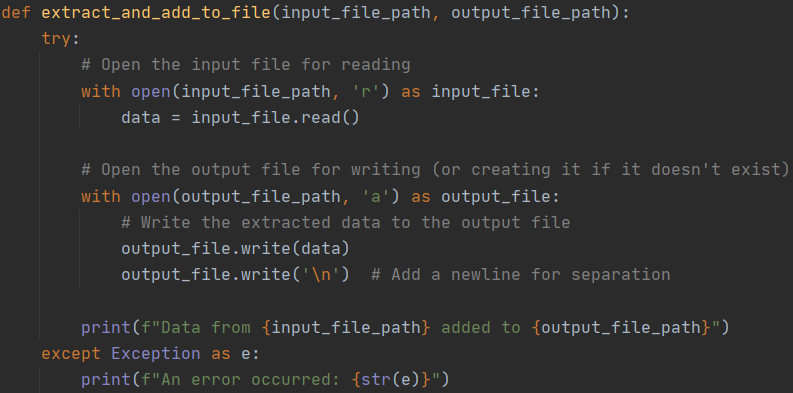 def extract_and_add_to_file(input_file_path, output_file_path):
    try:
        # Open the input file for reading
        with open(input_file_path, 'r') as input_file:
            data = input_file.read()

        # Open the output file for writing (or creating it if it doesn't exist)
        with open(output_file_path, 'a') as output_file:
            # Write the extracted data to the output file
            output_file.write(data)
            output_file.write('\n')  # Add a newline for separation

        print(f"Data from {input_file_path} added to {output_file_path}")
    except Exception as e:
        print(f"An error occurred: {str(e)}")